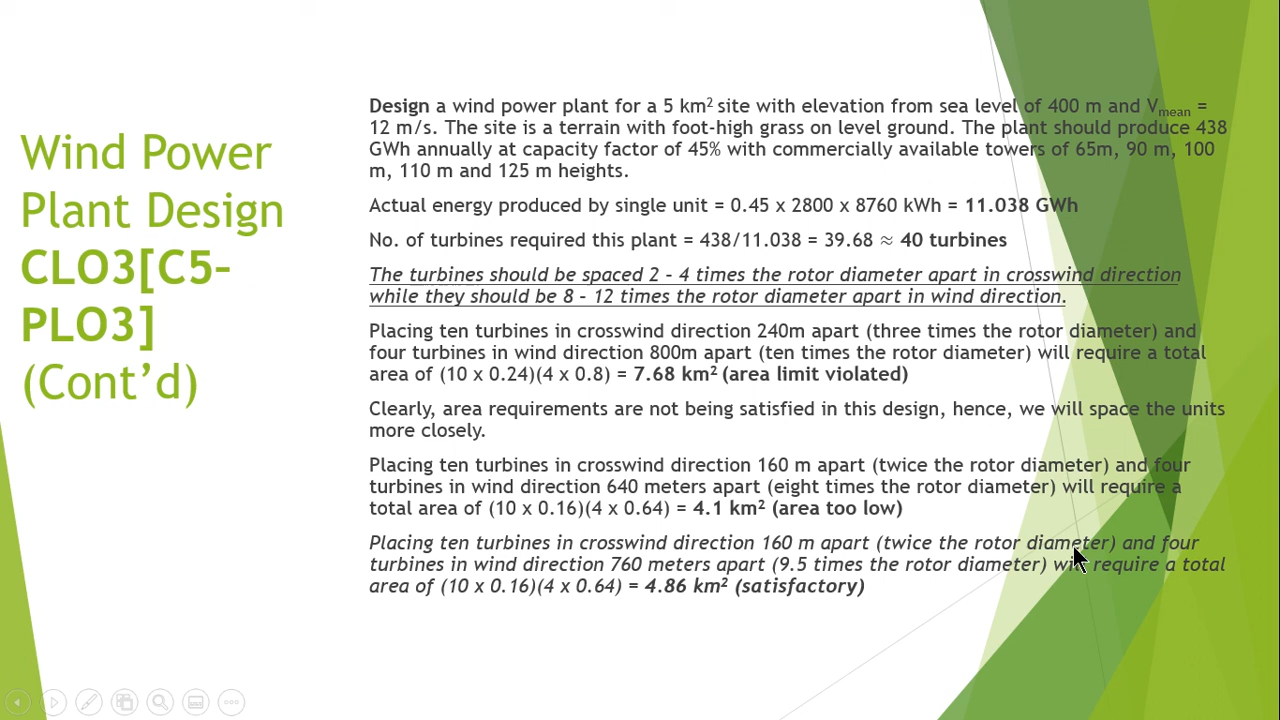 Wind Power
Plant Design
CLO3[C5-
PLO3]
(Cont’d)
Design a wind power plant for a 5 km² site with elevation from sea level of 400 m and Vmean =
12 m/s. The site is a terrain with foot-high grass on level ground. The plant should produce 438
GWh annually at capacity factor of 45% with commercially available towers of 65m, 90 m, 100
m, 110 m and 125 m heights.
Actual energy produced by single unit = 0.45 x 2800 x 8760 kWh = 11.038 GWh
No. of turbines required this plant = 438/11.038 = 39.68 ≈ 40 turbines
The turbines should be spaced 2 – 4 times the rotor diameter apart in crosswind direction
while they should be 8 – 12 times the rotor diameter apart in wind direction.
Placing ten turbines in crosswind direction 240m apart (three times the rotor diameter) and
four turbines in wind direction 800m apart (ten times the rotor diameter) will require a total
area of (10 x 0.24)(4 x 0.8) = 7.68 km² (area limit violated)
Clearly, area requirements are not being satisfied in this design, hence, we will space the units
more closely.
Placing ten turbines in crosswind direction 160 m apart (twice the rotor diameter) and four
turbines in wind direction 640 meters apart (eight times the rotor diameter) will require a
total area of (10 x 0.16)(4 x 0.64) = 4.1 km² (area too low)
Placing ten turbines in crosswind direction 160 m apart (twice the rotor diameter) and four
turbines in wind direction 760 meters apart (9.5 times the rotor diameter) will require a total
area of (10 x 0.16)(4 x 0.64) = 4.86 km² (satisfactory)